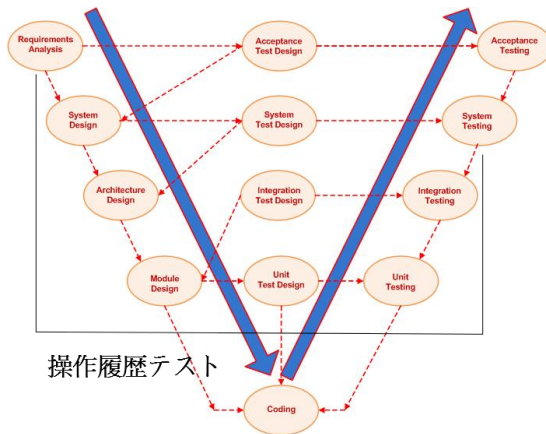 Requirements
Analysis
Acceptance
Test Design
Acceptance
Testing
System
Design
System
Test Design
System
Testing
Architecture
Design
Integration
Test Design
Integration
Testing
Module
Design
Unit
Test Design
Unit
Testing
操作履歴テスト
Coding